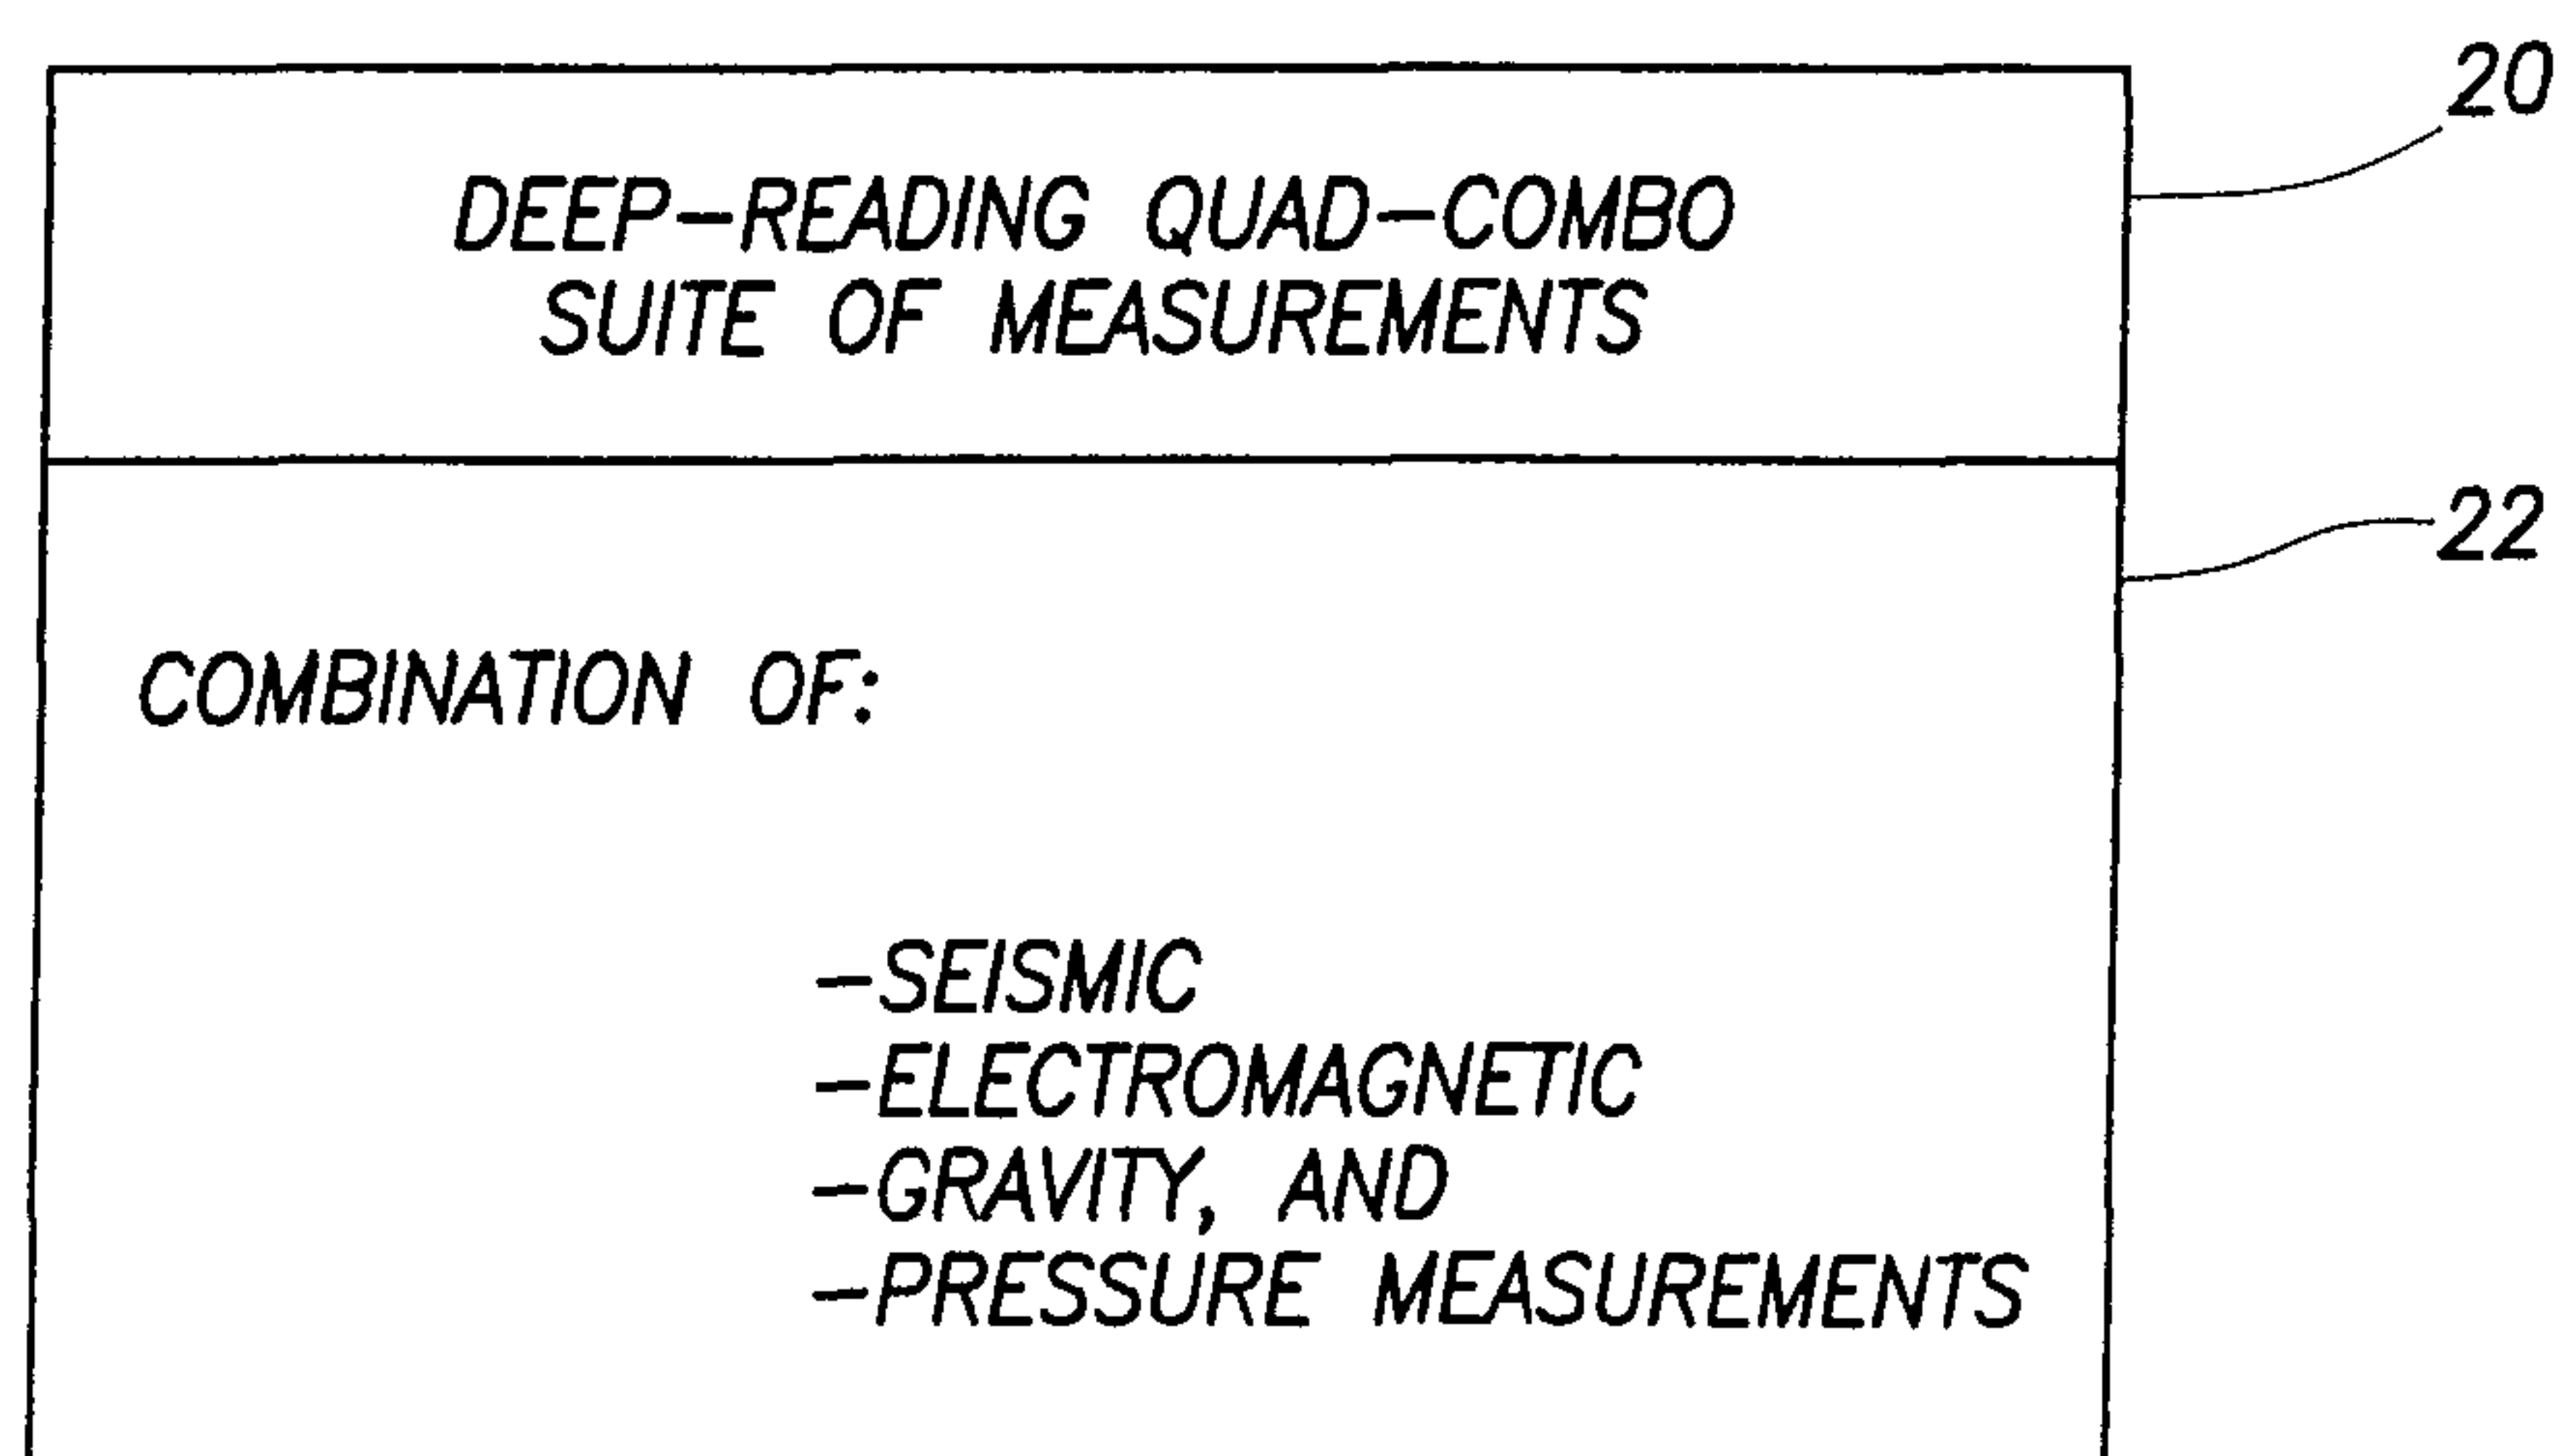 20
DEEP-READING QUAD-COMBO
SUITE OF MEASUREMENTS
22
COMBINATION OF:
-SEISMIC
-ELECTROMAGNETIC
-GRAVITY, AND
-PRESSURE MEASUREMENTS